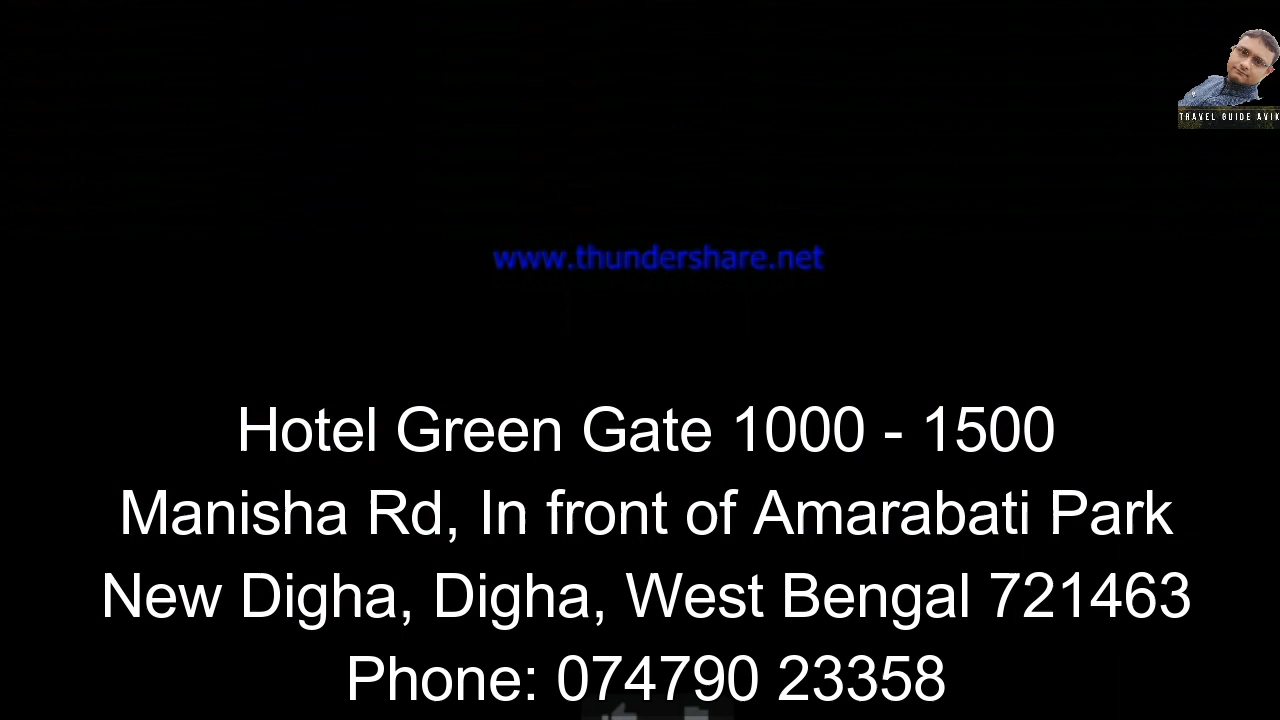 TRAVEL GUIDE AVIK
www.thundershare.net
Hotel Green Gate 1000 - 1500
Manisha Rd, In front of Amarabati Park
New Digha, Digha, West Bengal 721463
Phone: 074790 23358